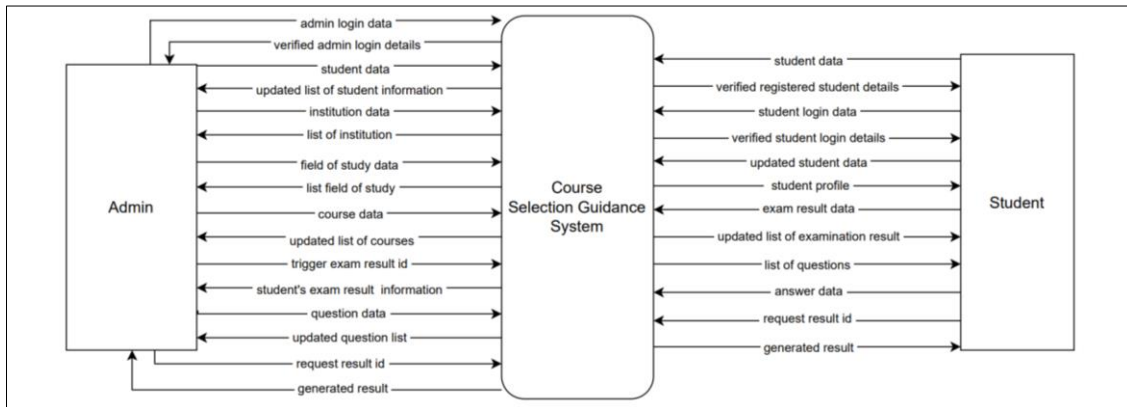 admin login data
verified admin login details
student data
updated list of student information
institution data
list of institution
field of study data
list field of study
course data
updated list of courses
trigger exam result id
student's exam result information
question data
updated question list
request result id
generated result
Admin
Course
Selection Guidance
System
student data
verified registered student details
student login data
verified student login details
updated student data
student profile
exam result data
updated list of examination result
list of questions
answer data
request result id
generated result
Student